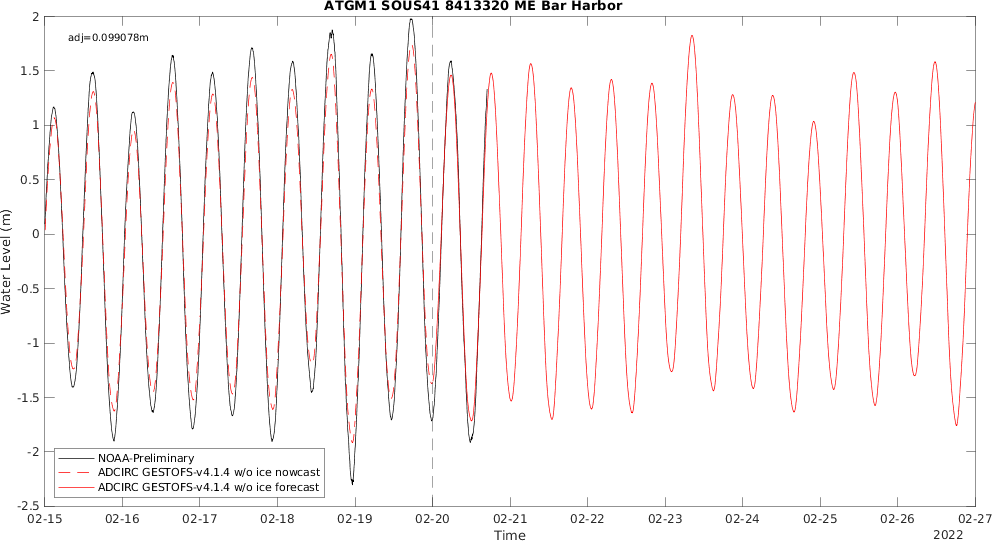 ATGM1 SOUS41 8413320 ME Bar Harbor
adj=0.099078m
2
1.5
1
0.5
0
-0.5
-1
-1.5
-2
-2.5
Water Level (m)
NOAA-Preliminary
ADCIRC GESTOFS-v4.1.4 w/o ice nowcast
ADCIRC GESTOFS-v4.1.4 w/o ice forecast
02-15 02-16 02-17 02-18 02-19 02-20 02-21 02-22 02-23 02-24 02-25 02-26 02-27
Time
2022